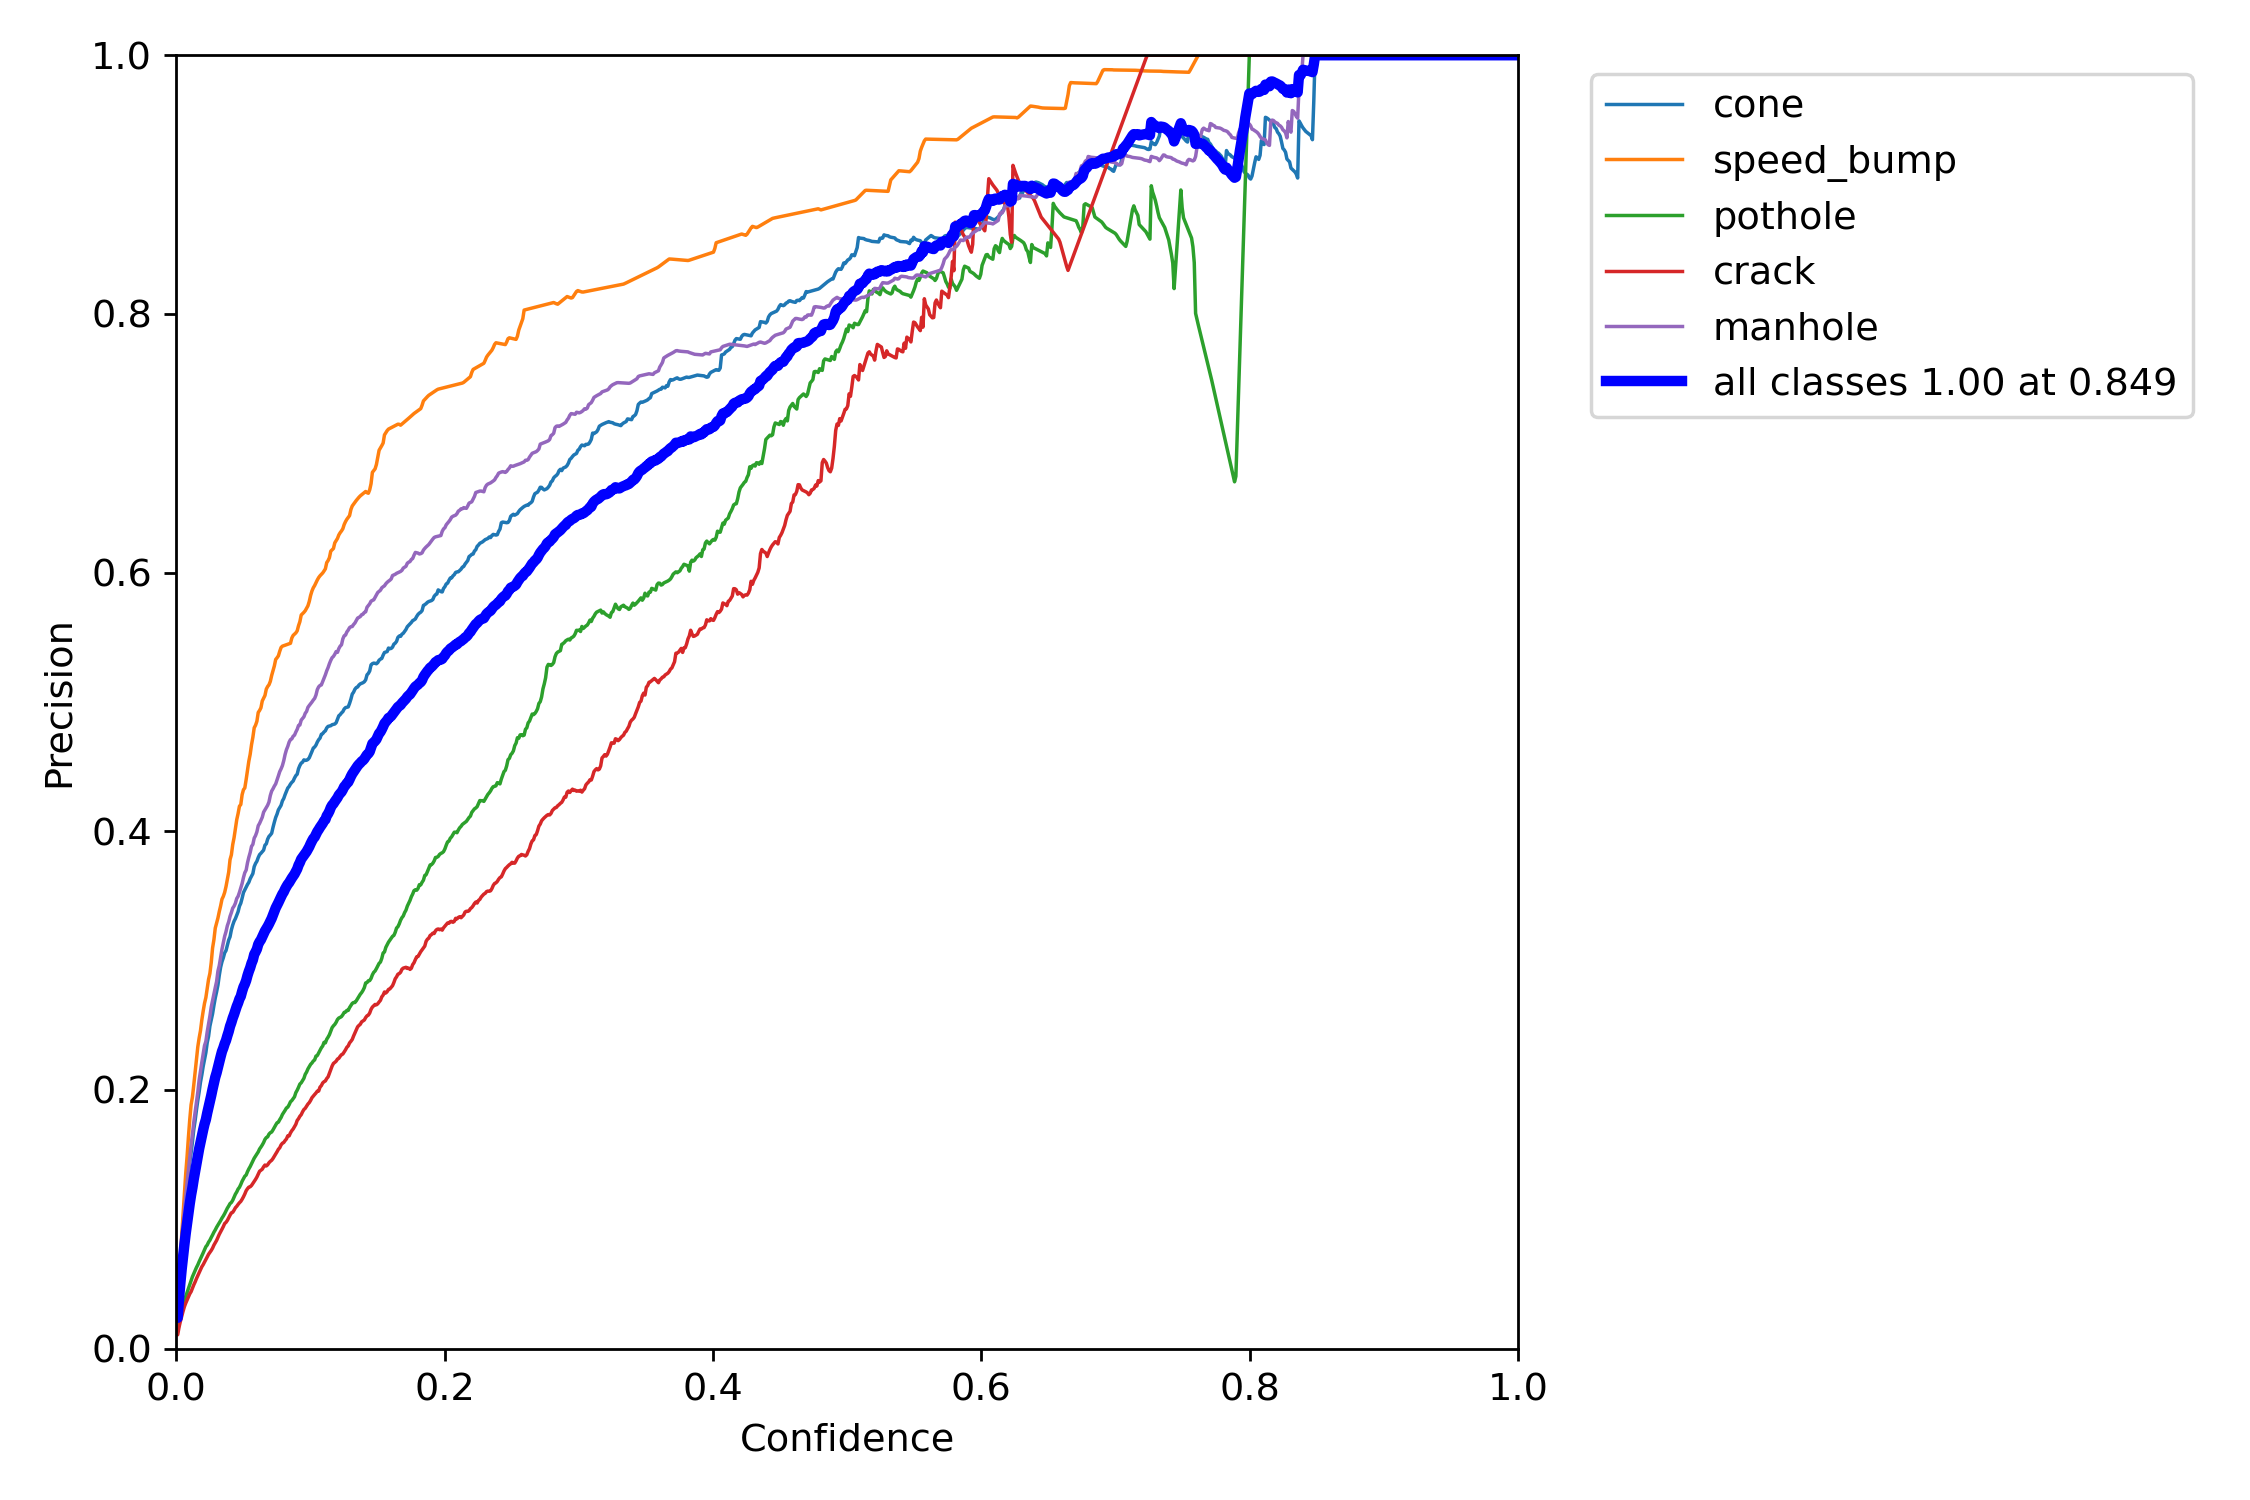 1.0
0.8
0.6
0.4
0.2
0.0
Precision
0.0 0.2 0.4 0.6 0.8 1.0
Confidence
cone
speed_bump
pothole
crack
manhole
all classes 1.00 at 0.849